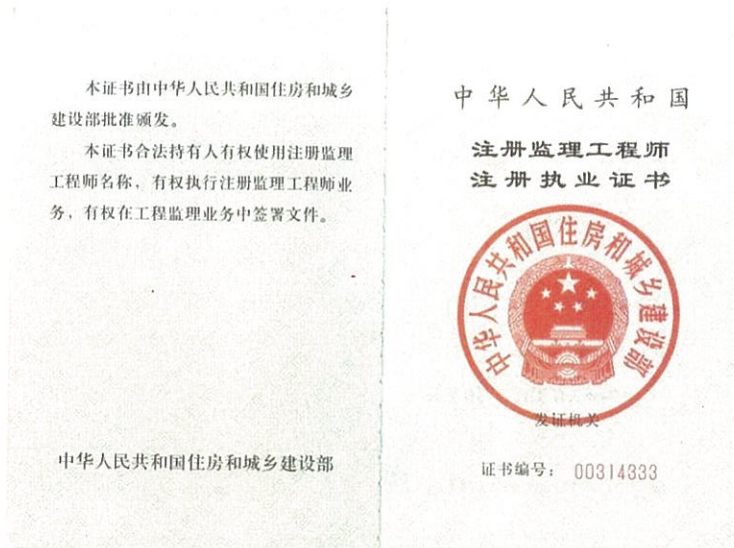 本证书由中华人民共和国住房和城乡
建设部批准颁发。
本证书合法持有人有权使用注册监理
工程师名称，有权执行注册监理工程师业
务，有权在工程监理业务中签署文件。
中华人民共和国住房和城乡建设部
中华人民共和国
注册监理工程师
注册执业证书
中华人民共和国住房和城乡建设部
发证机关
证书编号：00314333